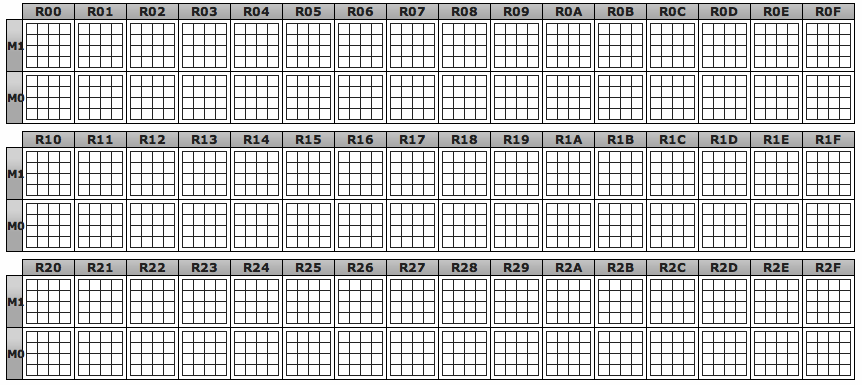 R00 R01 R02 R03 R04 R05 R06 R07 R08 R09 R0A R0B R0C R0D R0E R0F
M1
M0
R10 R11 R12 R13 R14 R15 R16 R17 R18 R19 R1A R1B R1C R1D R1E R1F
M1
M0
R20 R21 R22 R23 R24 R25 R26 R27 R28 R29 R2A R2B R2C R2D R2E R2F
M1
M0